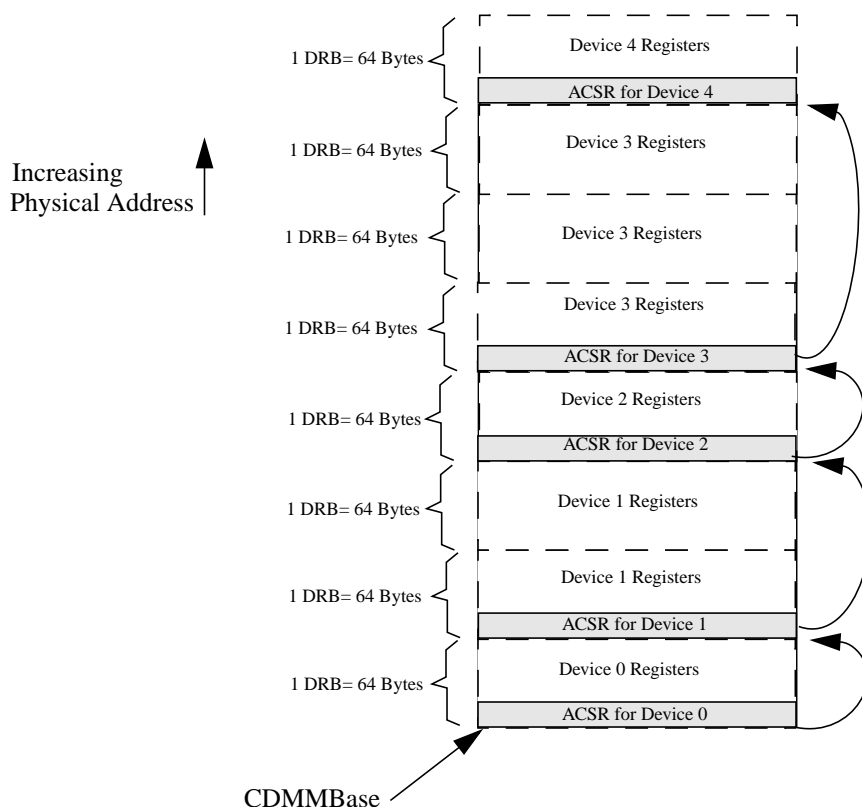 Device 4 Registers
1 DRB= 64 Bytes
ACSR for Device 4
Device 3 Registers
1 DRB= 64 Bytes
Increasing
Physical Address
Device 3 Registers
1 DRB= 64 Bytes
Device 3 Registers
1 DRB= 64 Bytes
ACSR for Device 3
Device 2 Registers
1 DRB= 64 Bytes
ACSR for Device 2
Device 1 Registers
1 DRB= 64 Bytes
Device 1 Registers
1 DRB= 64 Bytes
ACSR for Device 1
Device 0 Registers
1 DRB= 64 Bytes
ACSR for Device 0
CDMMBase